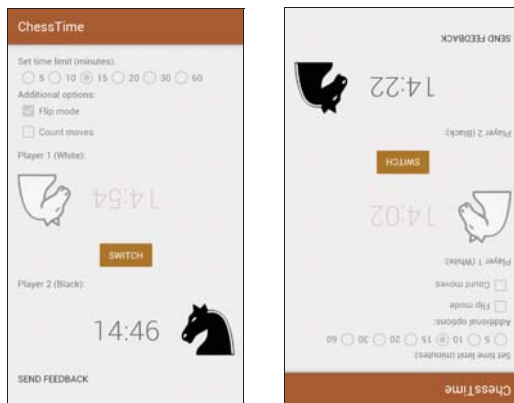 ChessTime
Set time limit (minutes):
5 10 15 20 30 60
Additional options:
Flip mode
Count moves
Player 1 (White):
14:54
SWITCH
Player 2 (Black):
14:46
SEND FEEDBACK
ChessTime
Set time limit (minutes):
5 10 15 20 30 60
Additional options:
Flip mode
Count moves
Player 1 (White):
14:02
SWITCH
Player 2 (Black):
14:22
SEND FEEDBACK